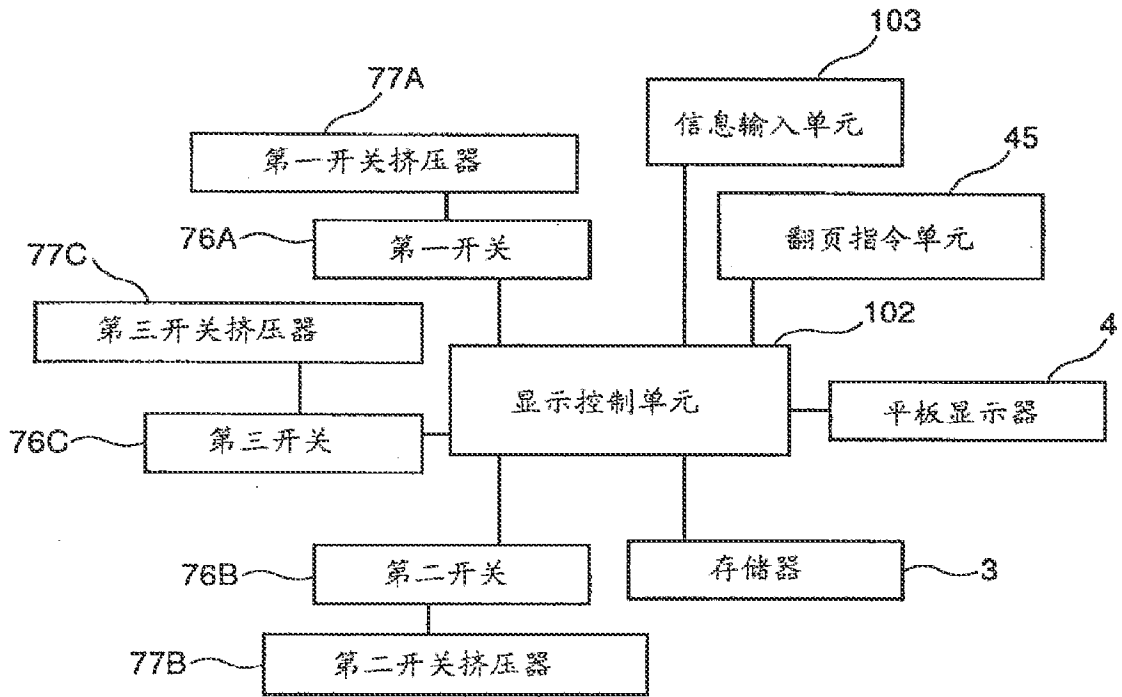 103
77A
信息输入单元
第一开关挤压器
45
76A
第一开关
翻页指令单元
77C
第三开关挤压器
102
4
显示控制单元
平板显示器
76C
第三开关
76B
第二开关
存储器
3
77B
第二开关挤压器